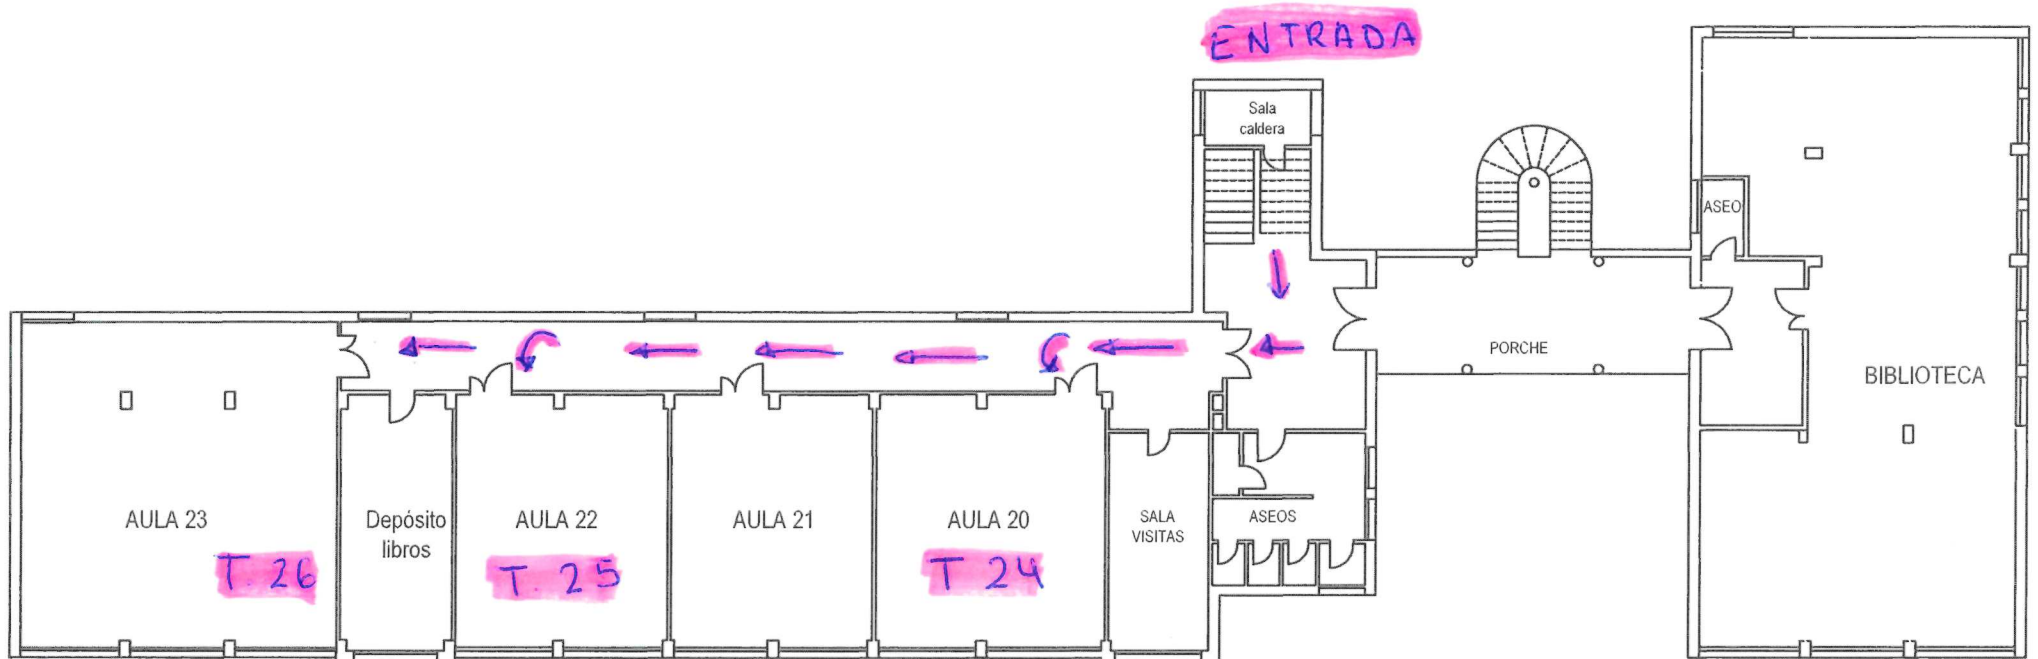 ENTRADA
Sala
caldera
ASEO
PORCHE
BIBLIOTECA
AULA 23
Depósito
libros
AULA 22
AULA 21
AULA 20
SALA
VISITAS
ASEOS
T. 26
T. 25
T 24